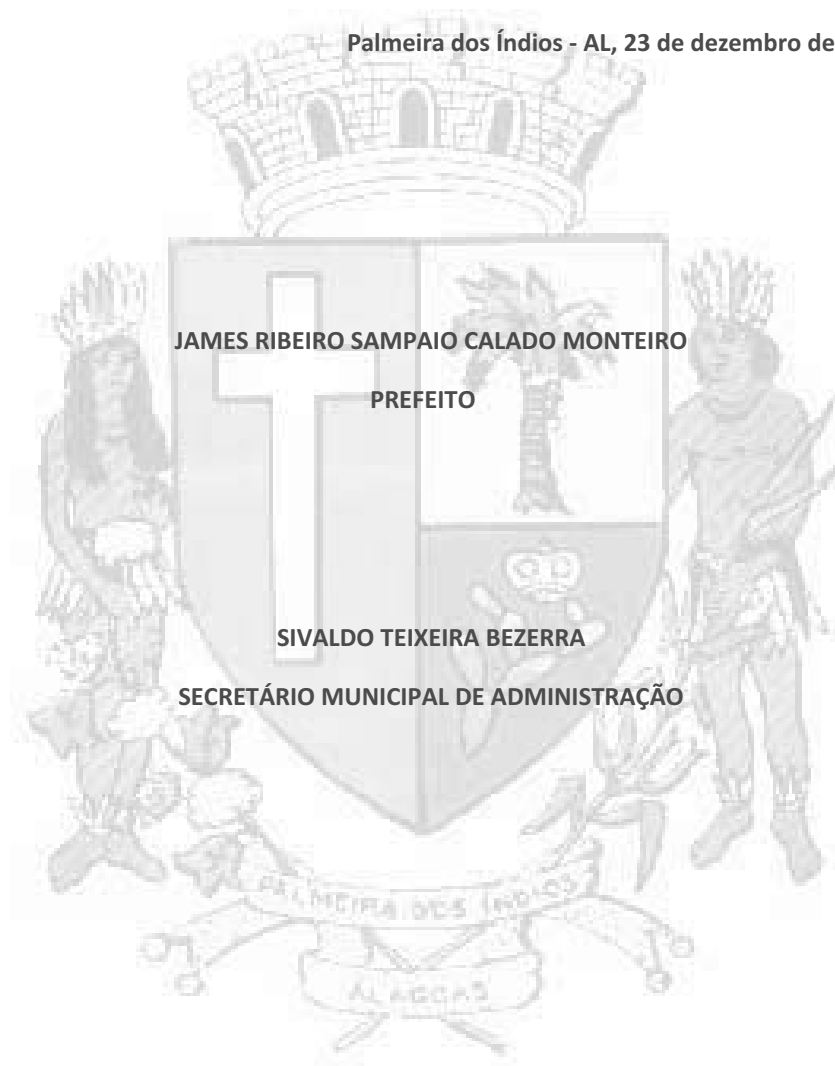 Palmeira dos Índios - AL, 23 de dezembro de
JAMES RIBEIRO SAMPAIO CALADO MONTEIRO
PREFEITO
SIVALDO TEIXEIRA BEZERRA
SECRETÁRIO MUNICIPAL DE ADMINISTRAÇÃO
PALMEIRA DOS ÍNDIOS
ALAGOAS